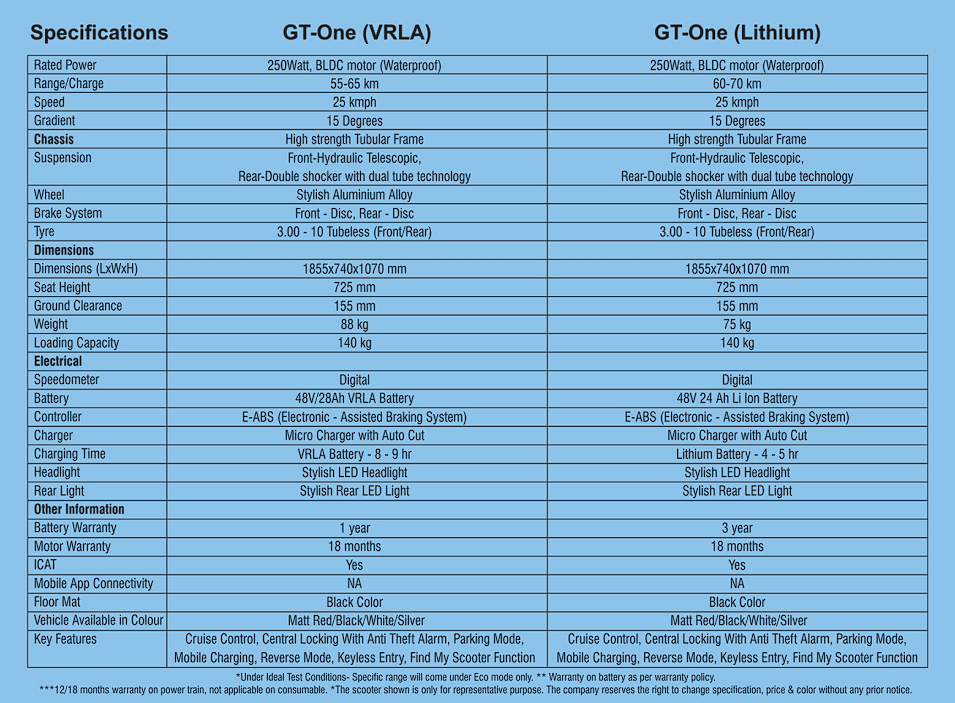 Specifications GT-One (VRLA) GT-One (Lithium)
Rated Power 250Watt, BLDC motor (Waterproof) 250Watt, BLDC motor (Waterproof)
Range/Charge 55-65 km 60-70 km
Speed 25 kmph 25 kmph
Gradient 15 Degrees 15 Degrees
Chassis High strength Tubular Frame High strength Tubular Frame
Suspension Front-Hydraulic Telescopic, Front-Hydraulic Telescopic,
Rear-Double shocker with dual tube technology Rear-Double shocker with dual tube technology
Wheel Stylish Aluminium Alloy Stylish Aluminium Alloy
Brake System Front - Disc, Rear - Disc Front - Disc, Rear - Disc
Tyre 3.00 - 10 Tubeless (Front/Rear) 3.00 - 10 Tubeless (Front/Rear)
Dimensions
Dimensions (LxWxH) 1855x740x1070 mm 1855x740x1070 mm
Seat Height 725 mm 725 mm
Ground Clearance 155 mm 155 mm
Weight 88 kg 75 kg
Loading Capacity 140 kg 140 kg
Electrical
Speedometer Digital Digital
Battery 48V/28Ah VRLA Battery 48V 24 Ah Li Ion Battery
Controller E-ABS (Electronic - Assisted Braking System) E-ABS (Electronic - Assisted Braking System)
Charger Micro Charger with Auto Cut Micro Charger with Auto Cut
Charging Time VRLA Battery - 8 - 9 hr Lithium Battery - 4 - 5 hr
Headlight Stylish LED Headlight Stylish LED Headlight
Rear Light Stylish Rear LED Light Stylish Rear LED Light
Other Information
Battery Warranty 1 year 3 year
Motor Warranty 18 months 18 months
ICAT Yes Yes
Mobile App Connectivity NA NA
Floor Mat Black Color Black Color
Vehicle Available in Colour Matt Red/Black/White/Silver Matt Red/Black/White/Silver
Key Features Cruise Control, Central Locking With Anti Theft Alarm, Parking Mode, Cruise Control, Central Locking With Anti Theft Alarm, Parking Mode,
Mobile Charging, Reverse Mode, Keyless Entry, Find My Scooter Function Mobile Charging, Reverse Mode, Keyless Entry, Find My Scooter Function
*Under Ideal Test Conditions- Specific range will come under Eco mode only. ** Warranty on battery as per warranty policy.
***12/18 months warranty on power train, not applicable on consumable. *The scooter shown is only for representative purpose. The company reserves the right to change specification, price & color without any prior notice.